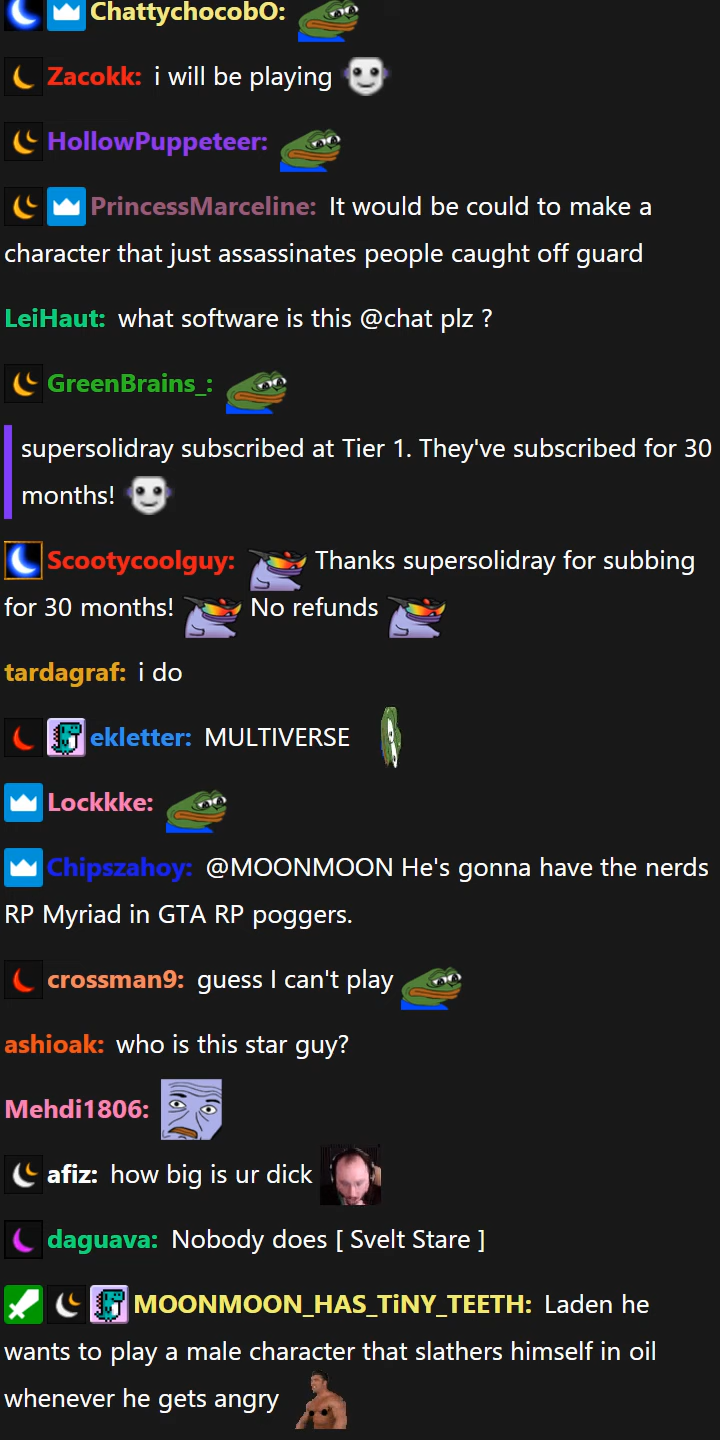 ChattychocobO:
Zacokk: i will be playing
HollowPuppeteer:
PrincessMarceline: It would be could to make a
character that just assassinates people caught off guard
LeiHaut: what software is this @chat plz ?
GreenBrains_:
supersolidray subscribed at Tier 1. They've subscribed for 30
months!
Scootycoolguy: Thanks supersolidray for subbing
for 30 months! No refunds
tardagraf: i do
ekletter: MULTIVERSE
Lockkke:
Chipszahoy: @MOONMOON He's gonna have the nerds
RP Myriad in GTA RP poggers.
crossman9: guess I can't play
ashioak: who is this star guy?
Mehdi1806:
afiz: how big is ur dick
daguava: Nobody does [ Svelt Stare ]
MOONMOON_HAS_TiNY_TEETH: Laden he
wants to play a male character that slathers himself in oil
whenever he gets angry